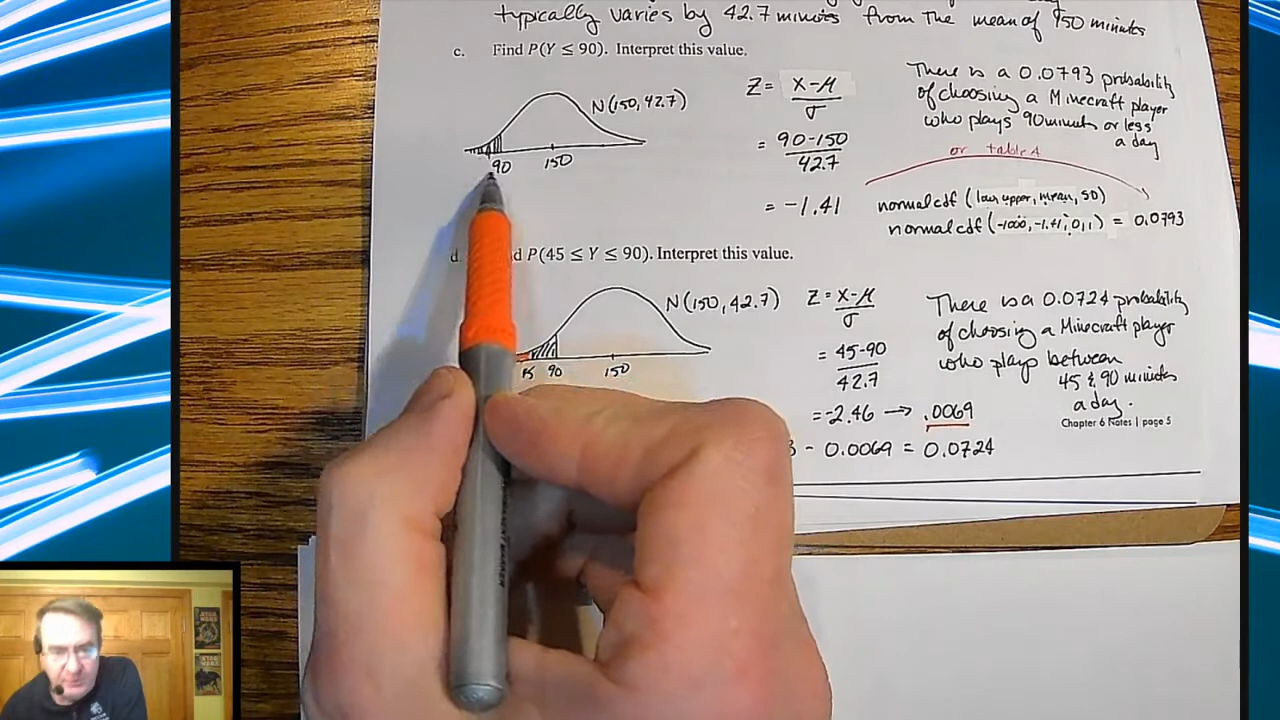 typically varies by 42.7 minutes from the mean of 150 minutes
c. Find P(Y ≤ 90). Interpret this value.
N(150, 42.7)
90 150
Z = X-μ
σ
= 90-150
42.7
= -1.41
There is a 0.0793 probability
of choosing a Minecraft player
who plays 90 minutes or less
a day
or table A
normalcdf (low, upper, mean, SD)
normalcdf (-1000, -1.41, 0, 1) = 0.0793
d. P(45 ≤ Y ≤ 90). Interpret this value.
N(150, 42.7)
45 90 150
Z = X-μ
σ
= 45-90
42.7
= -2.46 → .0069
- 0.0069 = 0.0724
There is a 0.0724 probability
of choosing a Minecraft player
who plays between
45 & 90 minutes
a day.
Chapter 6 Notes | page 5
STAR
WARS
STAR
WARS